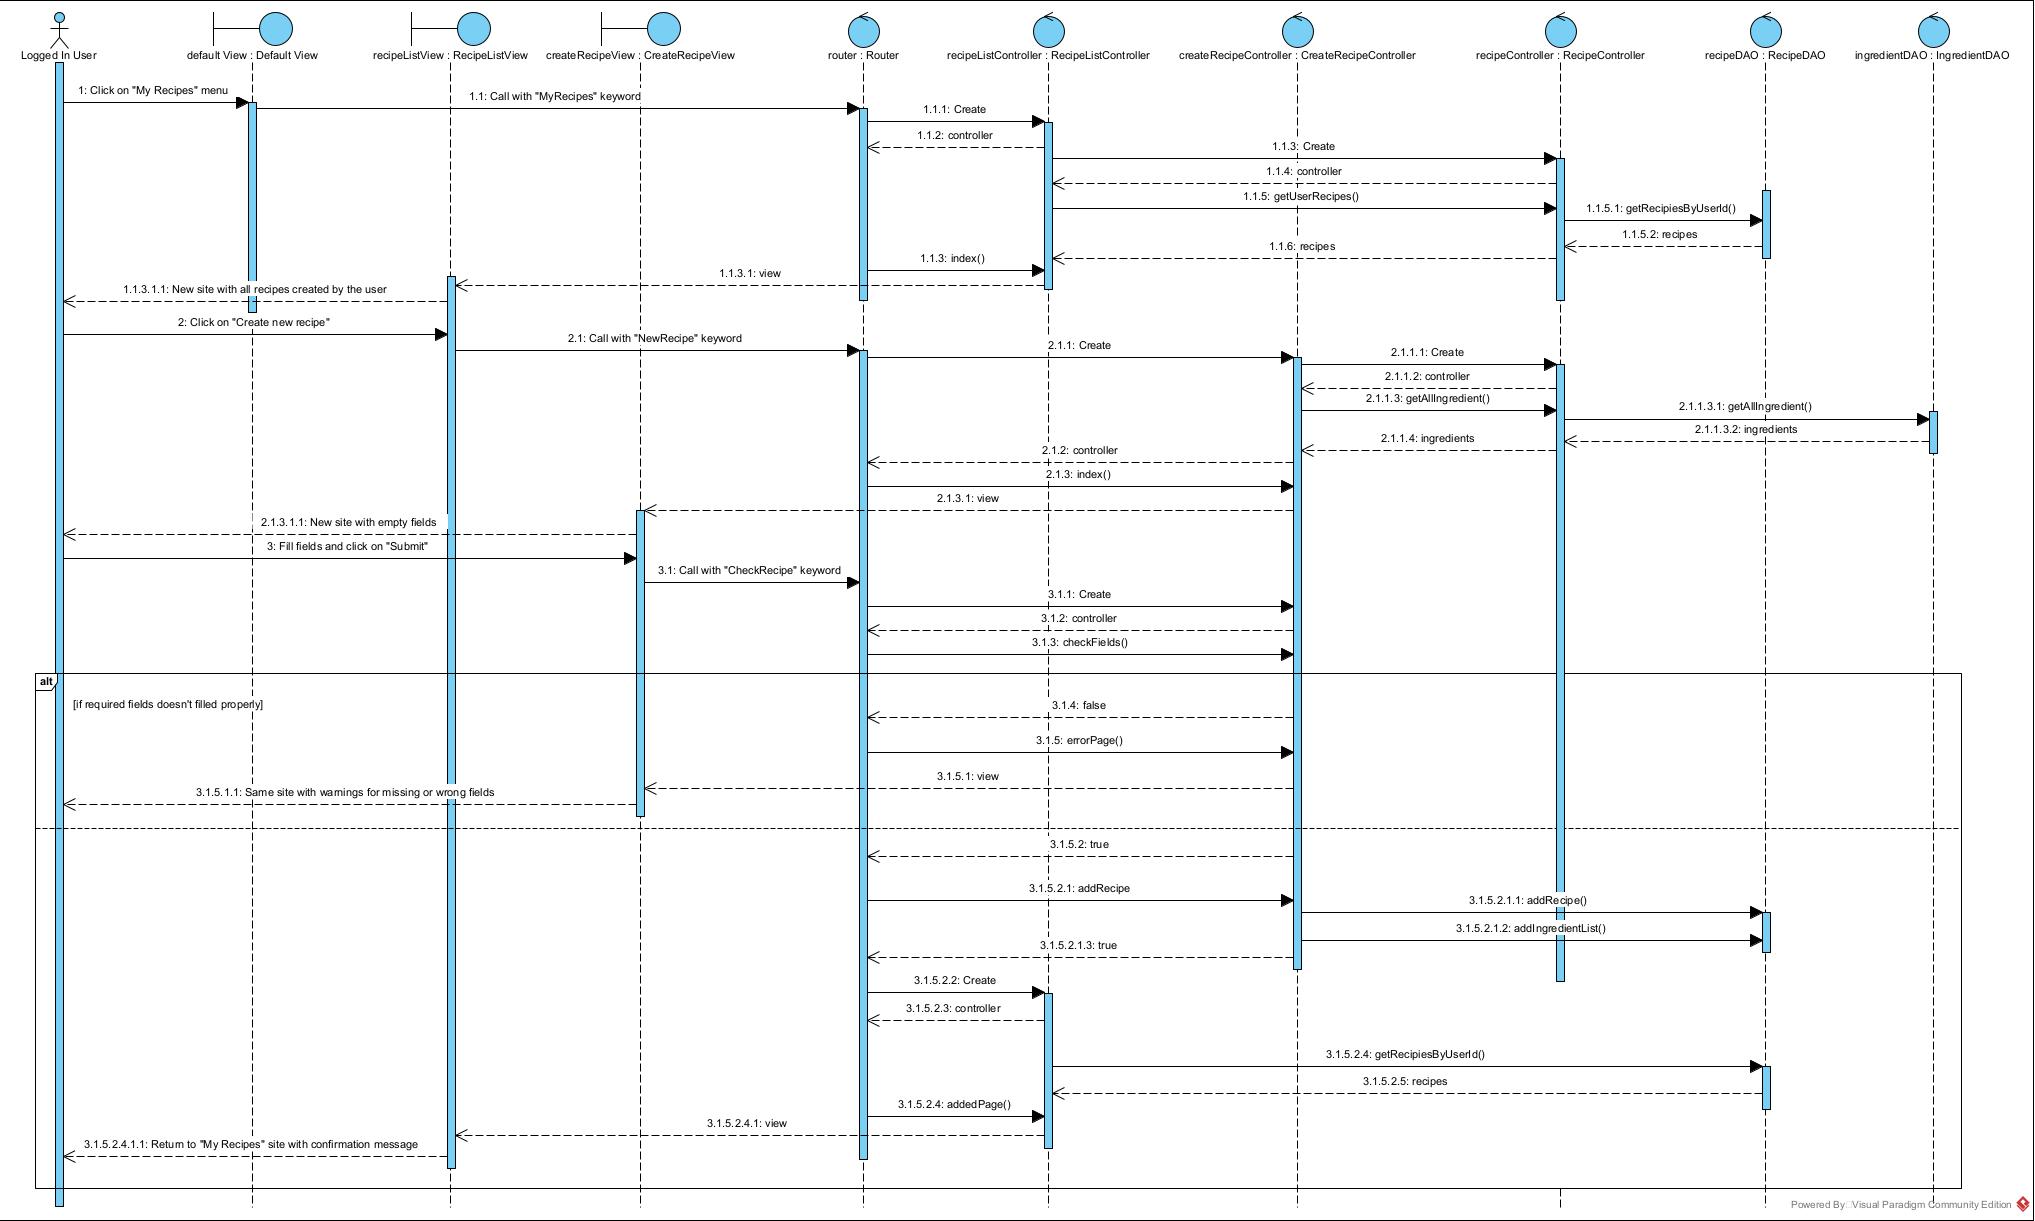 Logged In User
default View : Default View
recipeListView : RecipeListView
createRecipeView : CreateRecipeView
router : Router
recipeListController : RecipeListController
createRecipeController : CreateRecipeController
recipeController : RecipeController
recipeDAO : RecipeDAO
ingredientDAO : IngredientDAO
1: Click on "My Recipes" menu
1.1: Call with "MyRecipes" keyword
1.1.1: Create
1.1.2: controller
1.1.3: Create
1.1.4: controller
1.1.5: getUserRecipes()
1.1.5.1: getRecipiesByUserId()
1.1.5.2: recipes
1.1.6: recipes
1.1.3: index()
1.1.3.1: view
1.1.3.1.1: New site with all recipes created by the user
2: Click on "Create new recipe"
2.1: Call with "NewRecipe" keyword
2.1.1: Create
2.1.1.1: Create
2.1.1.2: controller
2.1.1.3: getAllIngredient()
2.1.1.3.1: getAllIngredient()
2.1.1.3.2: ingredients
2.1.1.4: ingredients
2.1.2: controller
2.1.3: index()
2.1.3.1: view
2.1.3.1.1: New site with empty fields
3: Fill fields and click on "Submit"
3.1: Call with "CheckRecipe" keyword
3.1.1: Create
3.1.2: controller
3.1.3: checkFields()
alt
[if required fields doesn't filled properly]
3.1.4: false
3.1.5: errorPage()
3.1.5.1: view
3.1.5.1.1: Same site with warnings for missing or wrong fields
3.1.5.2: true
3.1.5.2.1: addRecipe
3.1.5.2.1.1: addRecipe()
3.1.5.2.1.2: addIngredientList()
3.1.5.2.1.3: true
3.1.5.2.2: Create
3.1.5.2.3: controller
3.1.5.2.4: getRecipiesByUserId()
3.1.5.2.5: recipes
3.1.5.2.4: addedPage()
3.1.5.2.4.1: view
3.1.5.2.4.1.1: Return to "My Recipes" site with confirmation message
Powered By Visual Paradigm Community Edition